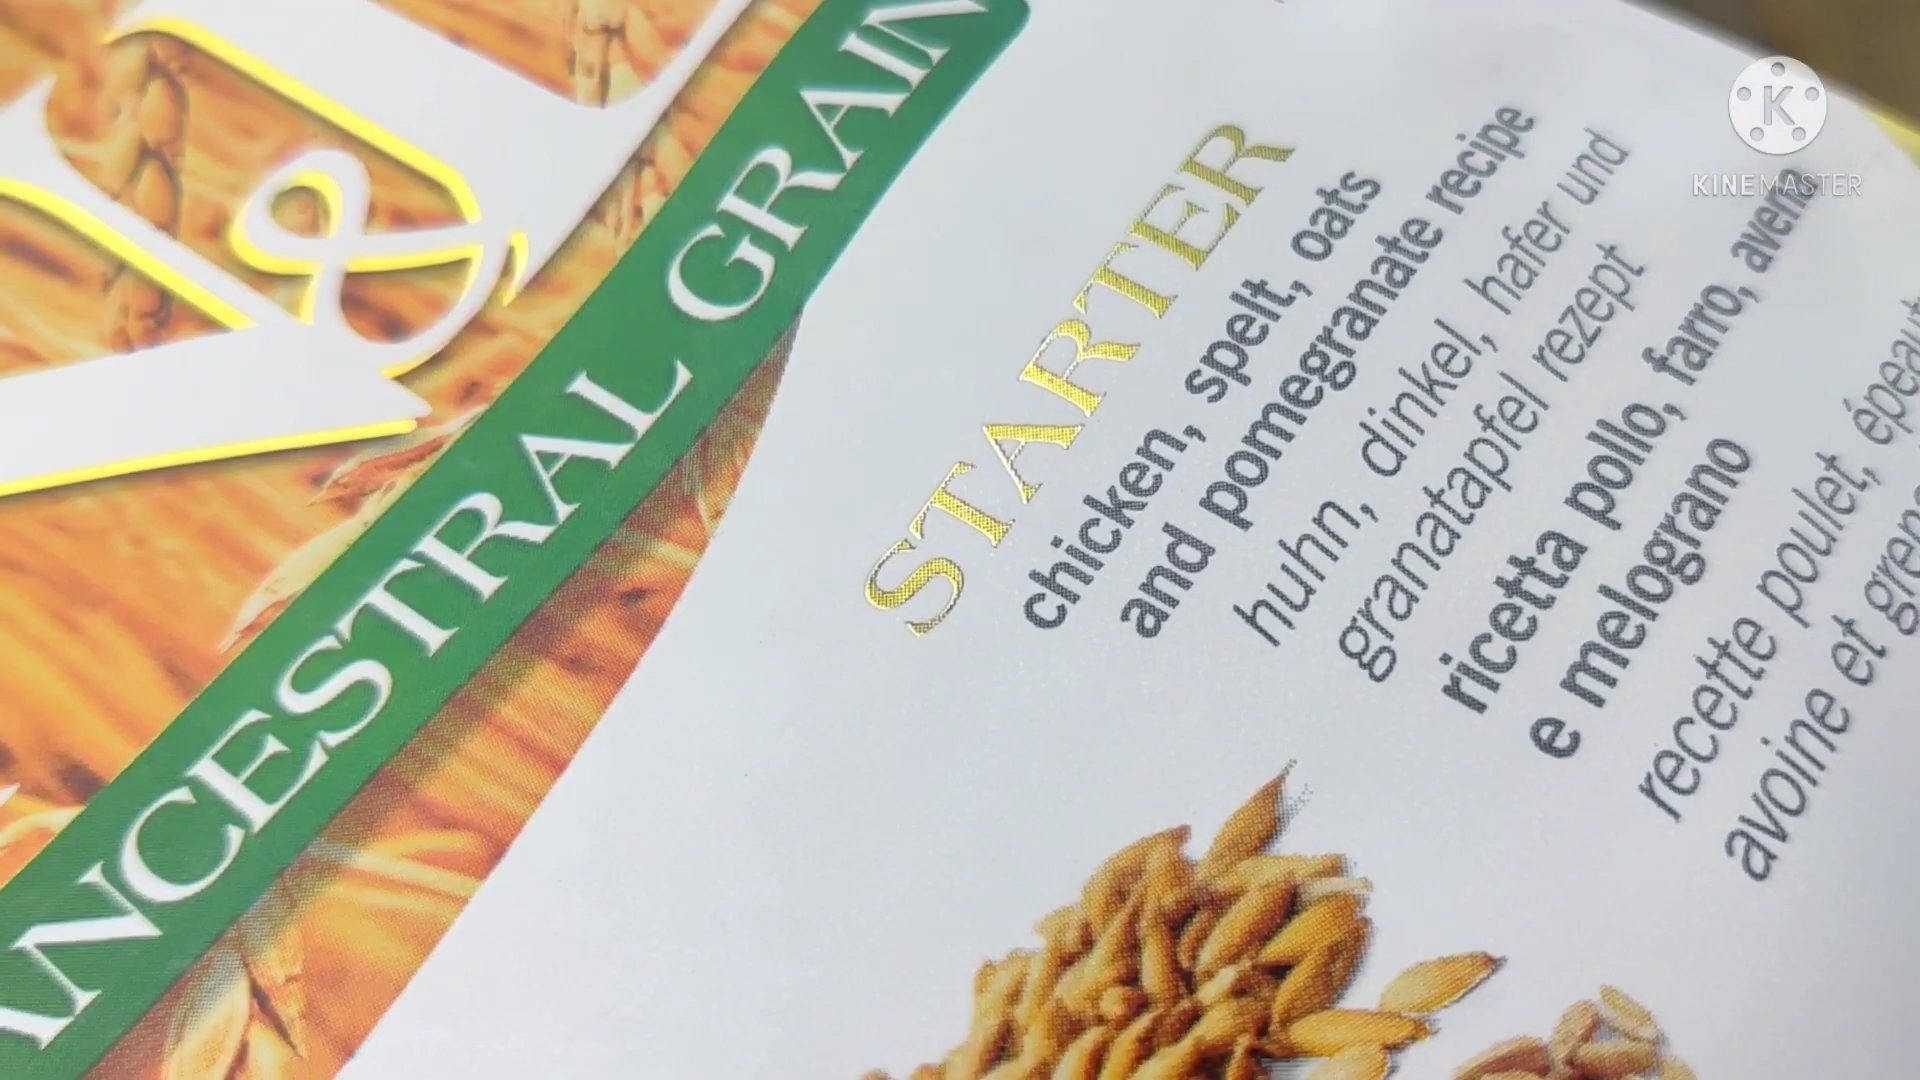 N&
ANCESTRAL GRAIN
STARTER
chicken, spelt, oats
and pomegranate recipe
huhn, dinkel, hafer und
granatapfel rezept
ricetta pollo, farro, avena
e melograno
recette poulet,
avoine et
K
KINEMASTER